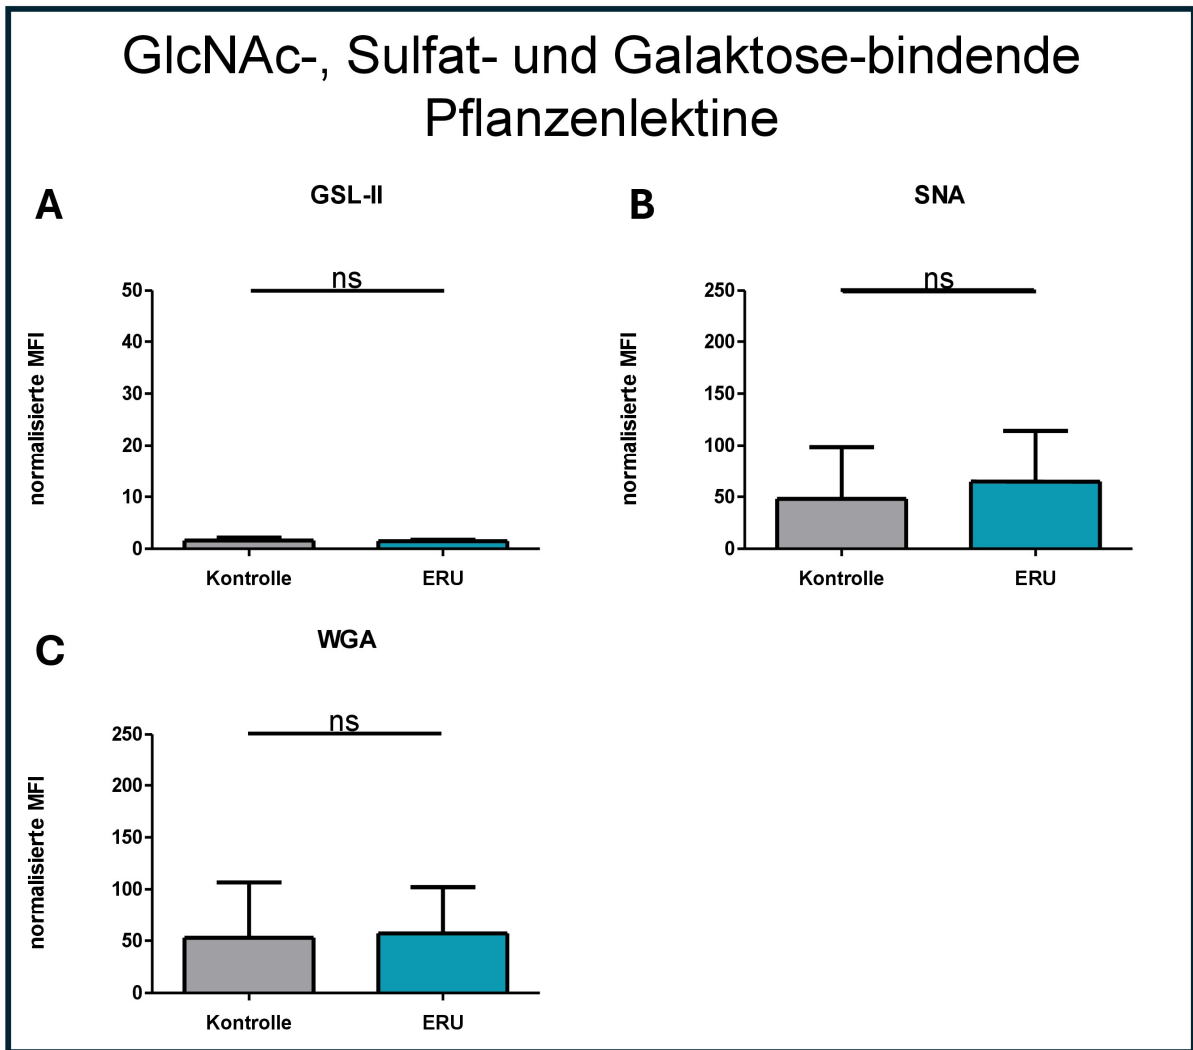 GlcNAc-, Sulfat- und Galaktose-bindende
Pflanzenlektine
A
GSL-II
ns
normalisierte MFI
50
40
30
20
10
0
Kontrolle
ERU
B
SNA
ns
normalisierte MFI
250
200
150
100
50
0
Kontrolle
ERU
C
WGA
ns
normalisierte MFI
250
200
150
100
50
0
Kontrolle
ERU